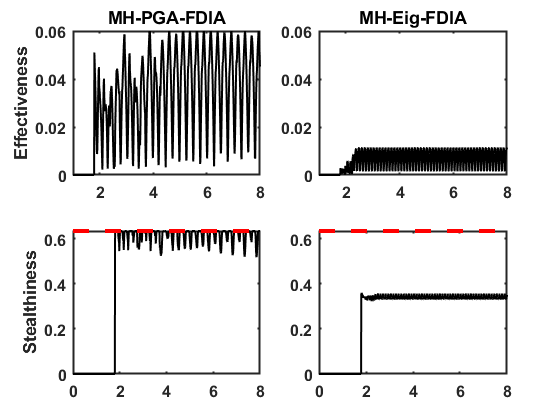 MH-PGA-FDIA MH-Eig-FDIA
Effectiveness
0.06 0.06
0.04 0.04
0.02 0.02
0 0
2 4 6 8 2 4 6 8
Stealthiness
0.6 0.6
0.4 0.4
0.2 0.2
0 0
0 2 4 6 8 0 2 4 6 8